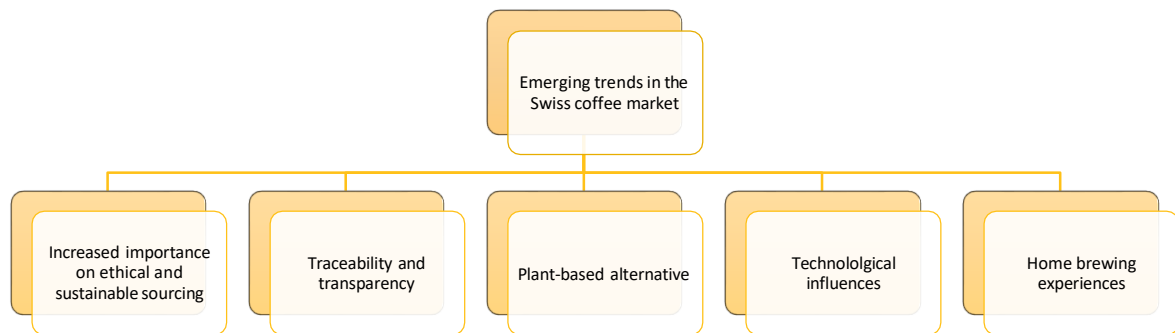 Emerging trends in the
Swiss coffee market
Increased importance
on ethical and
sustainable sourcing
Traceability and
transparency
Plant-based alternative
Technololgical
influences
Home brewing
experiences